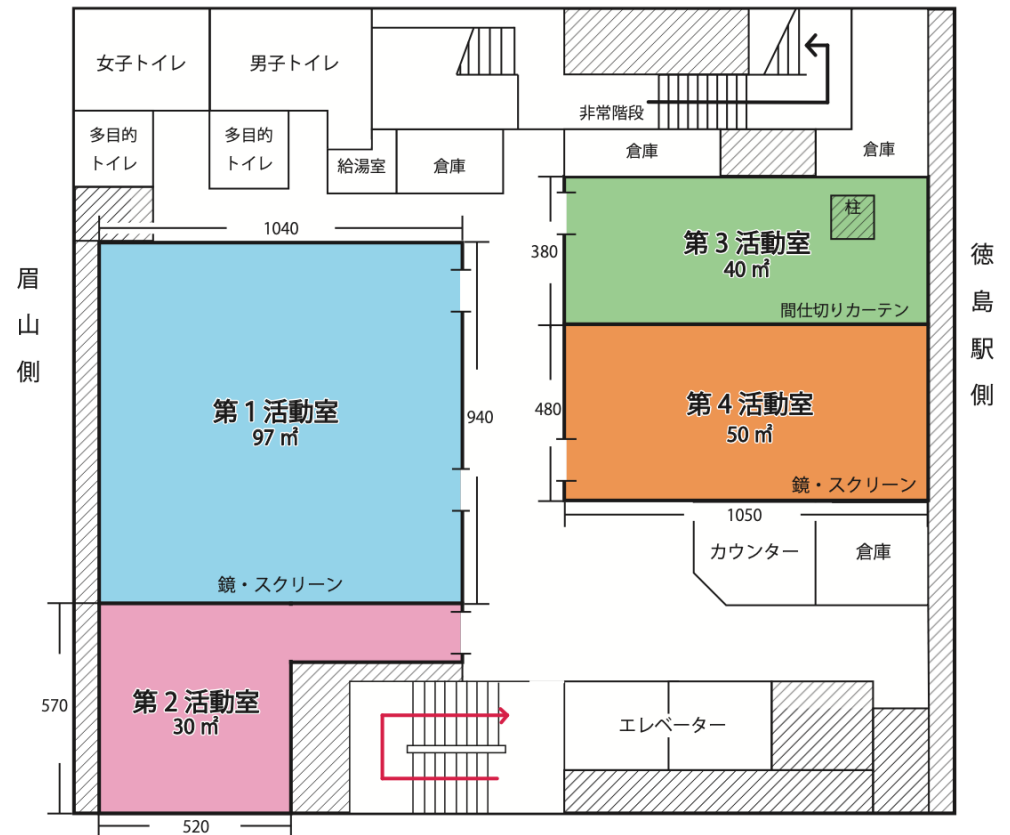 女子トイレ
男子トイレ
非常階段
多目的
トイレ
多目的
トイレ
給湯室
倉庫
倉庫
倉庫
柱
1040
380
第3活動室
40㎡
間仕切りカーテン
眉山側
徳島駅側
第1活動室
97㎡
940
480
第4活動室
50㎡
鏡・スクリーン
1050
カウンター
倉庫
鏡・スクリーン
570
第2活動室
30㎡
エレベーター
520